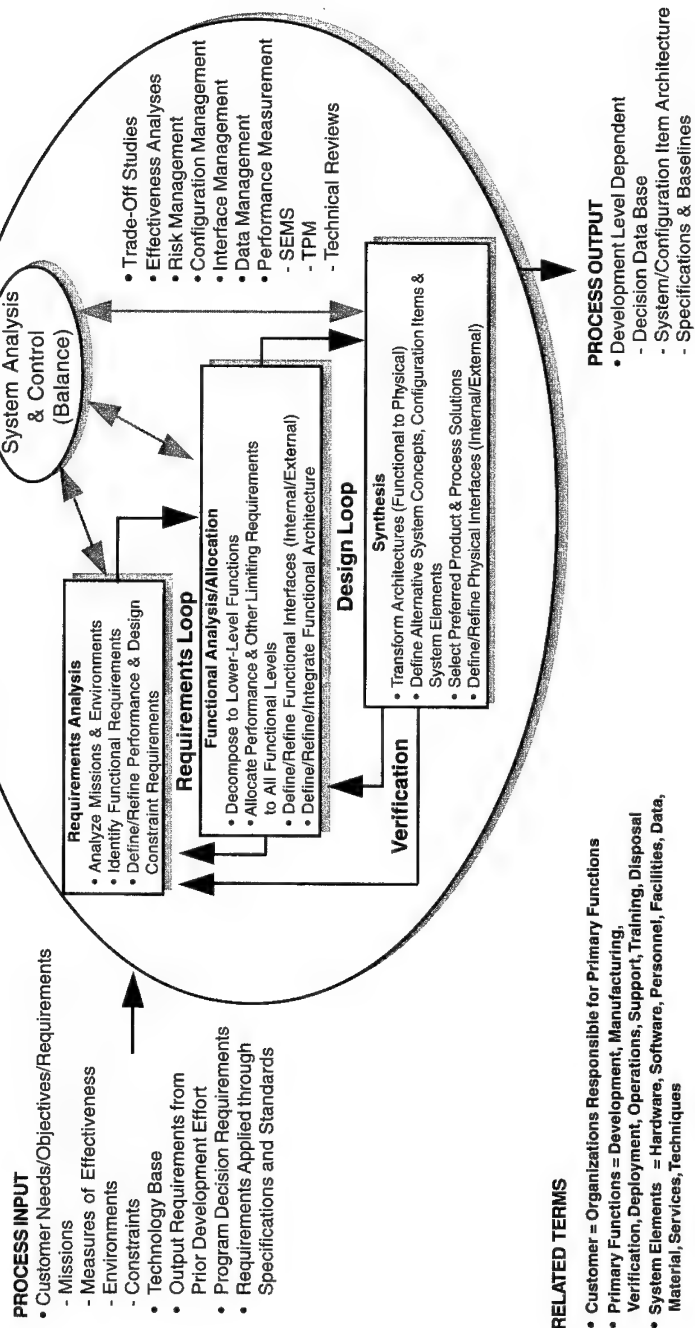 PROCESS INPUT
• Customer Needs/Objectives/Requirements
- Missions
- Measures of Effectiveness
- Environments
- Constraints
• Technology Base
• Output Requirements from
Prior Development Effort
• Program Decision Requirements
• Requirements Applied through
Specifications and Standards
System Analysis
& Control
(Balance)
Requirements Analysis
• Analyze Missions & Environments
• Identify Functional Requirements
• Define/Refine Performance & Design
Constraint Requirements
Requirements Loop
Functional Analysis/Allocation
• Decompose to Lower-Level Functions
• Allocate Performance & Other Limiting Requirements
to All Functional Levels
• Define/Refine Functional Interfaces (Internal/External)
• Define/Refine/Integrate Functional Architecture
Design Loop
Synthesis
• Transform Architectures (Functional to Physical)
• Define Alternative System Concepts, Configuration Items &
System Elements
• Select Preferred Product & Process Solutions
• Define/Refine Physical Interfaces (Internal/External)
Verification
• Trade-Off Studies
• Effectiveness Analyses
• Risk Management
• Configuration Management
• Interface Management
• Data Management
• Performance Measurement
- SEMS
- TPM
- Technical Reviews
RELATED TERMS
• Customer = Organizations Responsible for Primary Functions
• Primary Functions = Development, Manufacturing,
Verification, Deployment, Operations, Support, Training, Disposal
• System Elements = Hardware, Software, Personnel, Facilities, Data,
Material, Services, Techniques
PROCESS OUTPUT
• Development Level Dependent
- Decision Data Base
- System/Configuration Item Architecture
- Specifications & Baselines